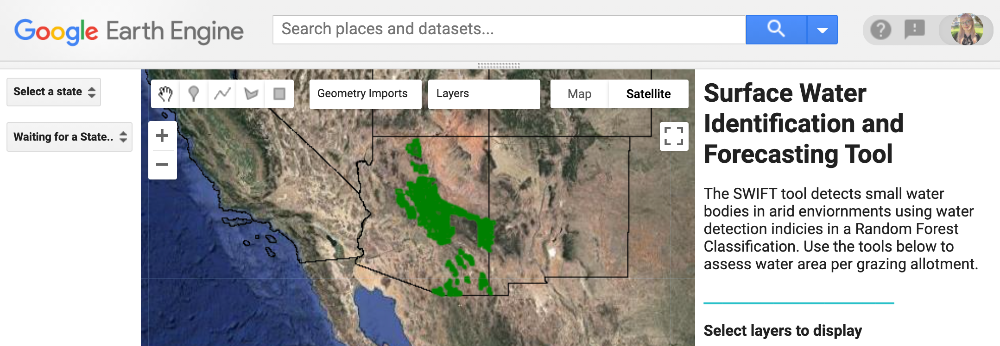 Google Earth Engine
Search places and datasets...
Select a state
Waiting for a State..
Geometry Imports
Layers
Map
Satellite
Surface Water
Identification and
Forecasting Tool
The SWIFT tool detects small water
bodies in arid enviornments using water
detection indicies in a Random Forest
Classification. Use the tools below to
assess water area per grazing allotment.
Select layers to display